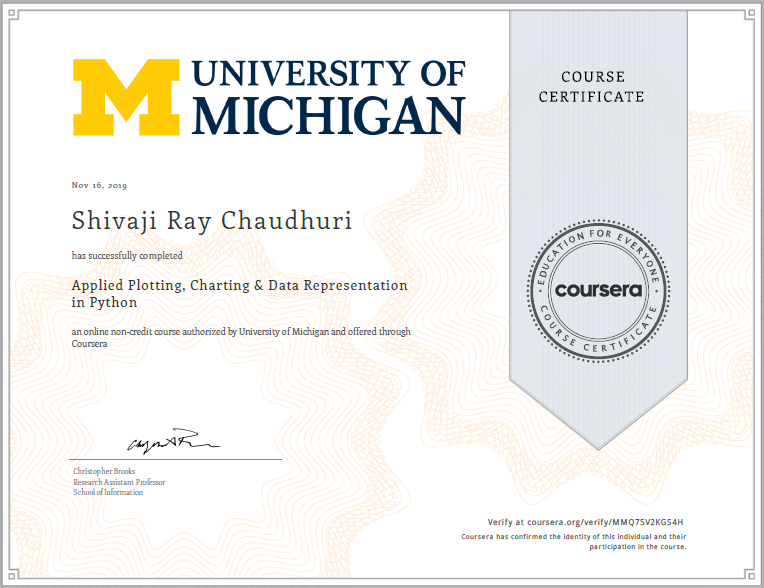 UNIVERSITY OF
MICHIGAN
COURSE
CERTIFICATE
Nov 16, 2019
Shivaji Ray Chaudhuri
has successfully completed
Applied Plotting, Charting & Data Representation
in Python
an online non-credit course authorized by University of Michigan and offered through
Coursera
EDUCATION FOR EVERYONE
coursera
COURSE CERTIFICATE
Christopher Brooks
Research Assistant Professor
School of Information
Verify at coursera.org/verify/MMQ75V2KGS4H
Coursera has confirmed the identity of this individual and their
participation in the course.